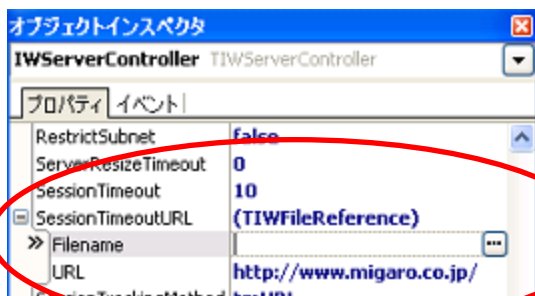 オブジェクトインスペクタ
IWServerController TIWServerController
プロパティ イベント
RestrictSubnet false
ServerResizeTimeout 0
SessionTimeout 10
SessionTimeoutURL (TIWFileReference)
Filename
URL http://www.migaro.co.jp/
SessionTrackingMethod tmURL